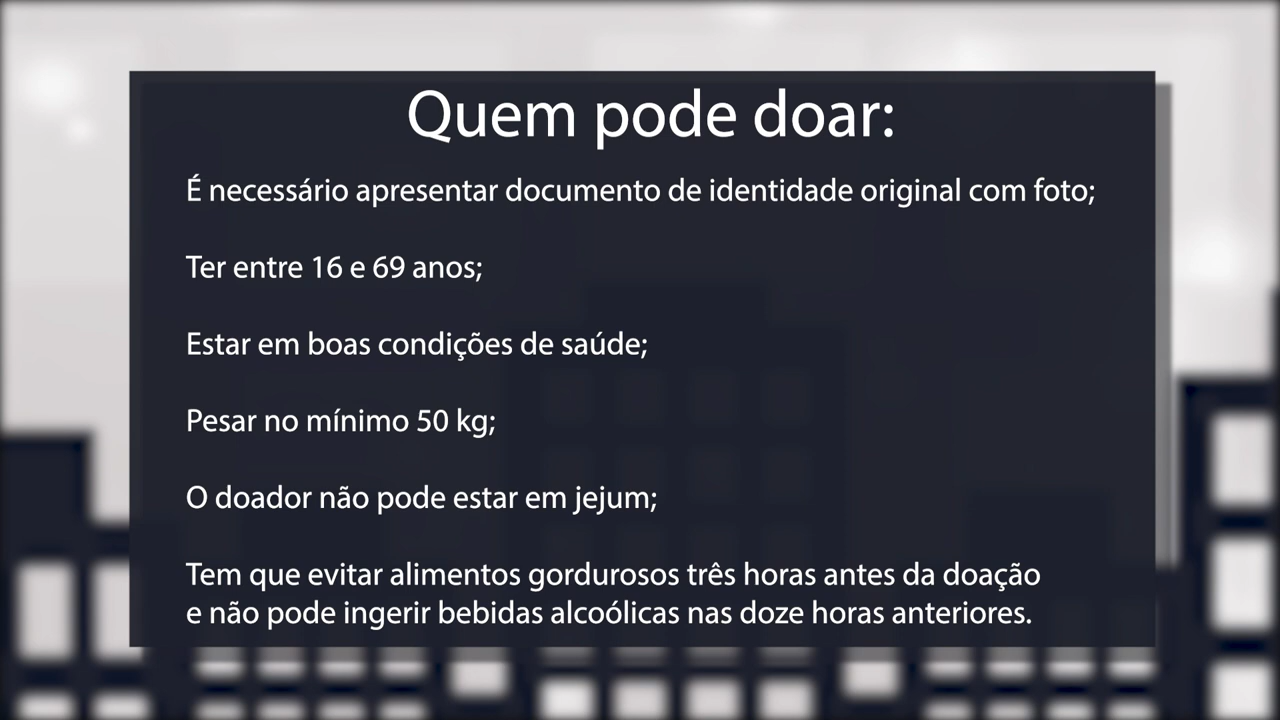 Quem pode doar:
É necessário apresentar documento de identidade original com foto;
Ter entre 16 e 69 anos;
Estar em boas condições de saúde;
Pesar no mínimo 50 kg;
O doador não pode estar em jejum;
Tem que evitar alimentos gordurosos três horas antes da doação
e não pode ingerir bebidas alcoólicas nas doze horas anteriores.